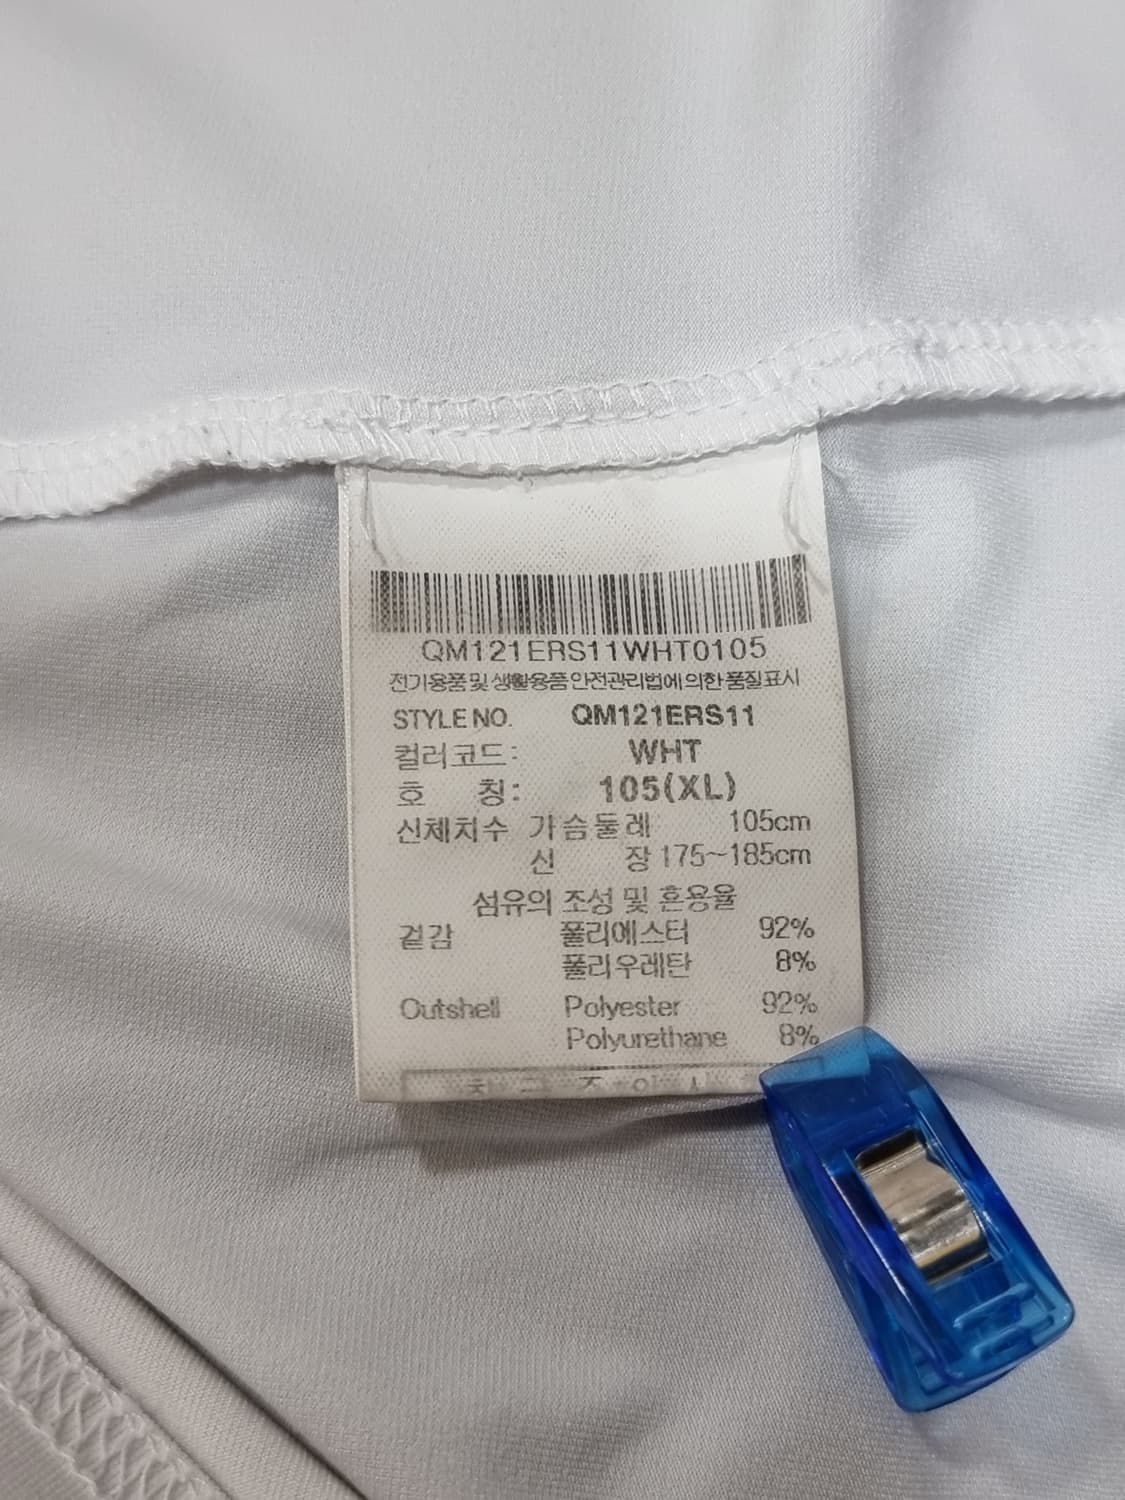 QM121ERS11WHT0105
전기용품 및 생활용품 안전관리법에 의한 품질표시
STYLE NO. QM121ERS11
컬러코드: WHT
호 칭: 105(XL)
신체치수 가슴둘레 105cm
신 장 175~185cm
섬유의 조성 및 혼용율
겉감 폴리에스터 92%
폴리우레탄 8%
Outshell Polyester 92%
Polyurethane 8%